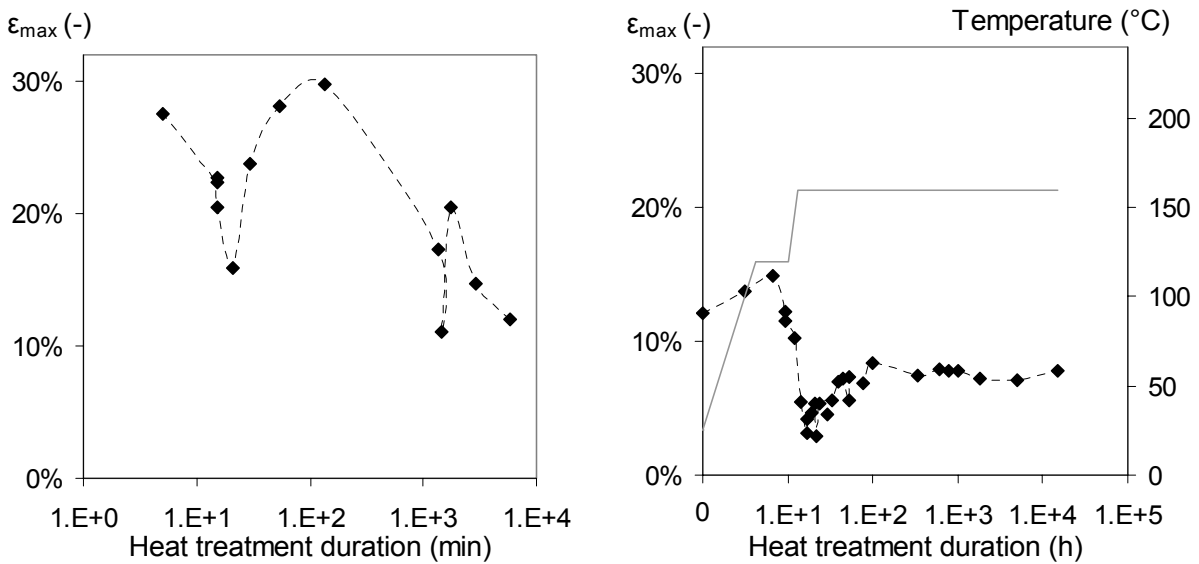 εmax (-)
30%
20%
10%
0%
1.E+0 1.E+1 1.E+2 1.E+3 1.E+4
Heat treatment duration (min)
εmax (-) Temperature (°C)
30%
20%
10%
0%
200
150
100
50
0
0 1.E+1 1.E+2 1.E+3 1.E+4 1.E+5
Heat treatment duration (h)